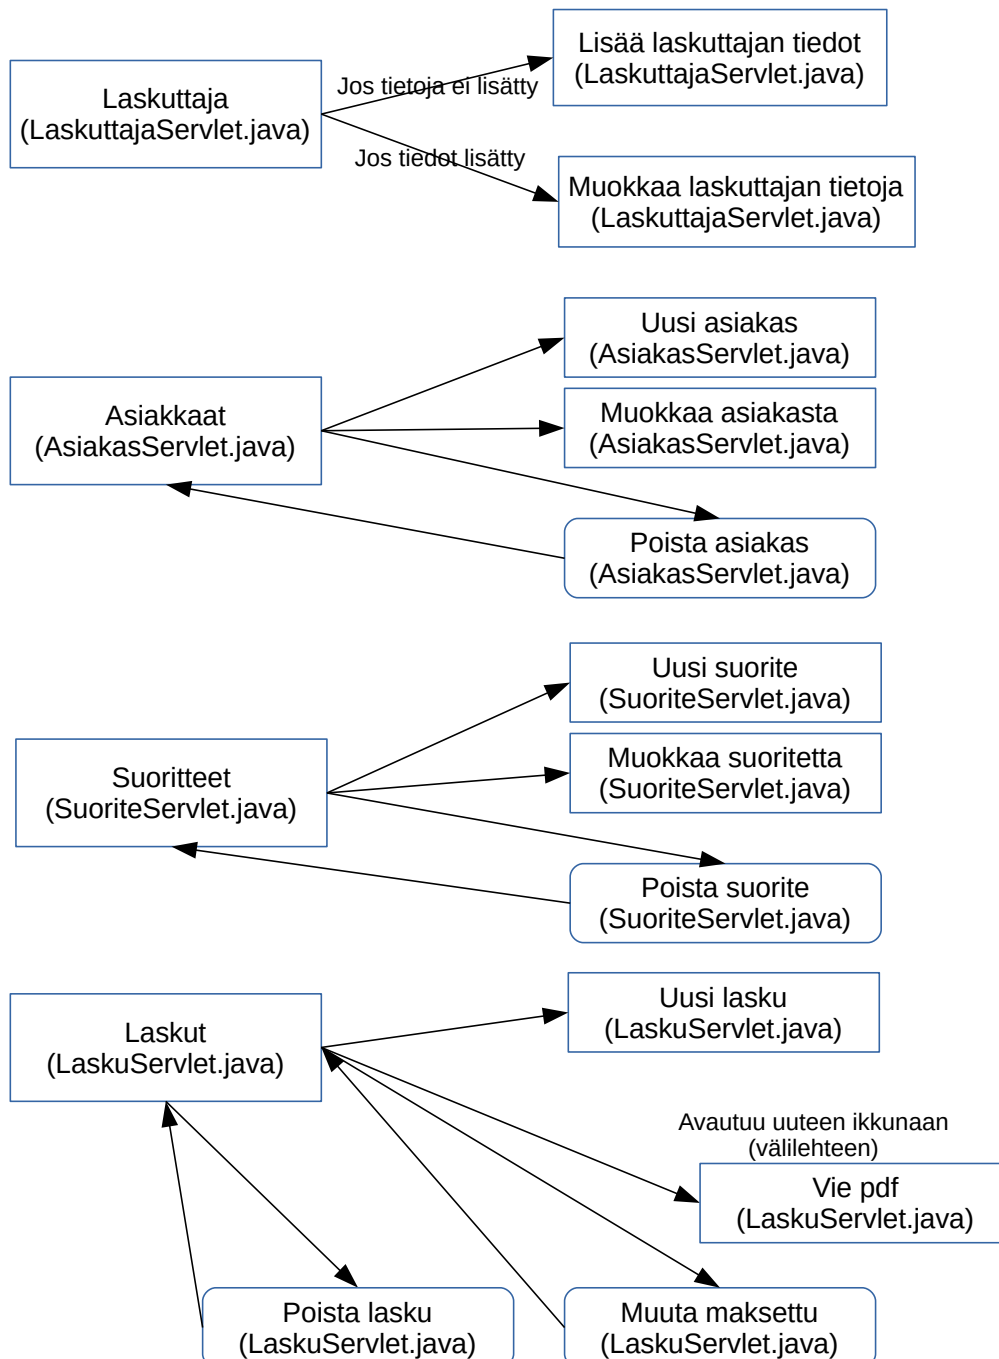 Lisää laskuttajan tiedot
(LaskuttajaServlet.java)
Jos tietoja ei lisätty
Laskuttaja
(LaskuttajaServlet.java)
Jos tiedot lisätty
Muokkaa laskuttajan tietoja
(LaskuttajaServlet.java)
Uusi asiakas
(AsiakasServlet.java)
Asiakkaat
(AsiakasServlet.java)
Muokkaa asiakasta
(AsiakasServlet.java)
Poista asiakas
(AsiakasServlet.java)
Uusi suorite
(SuoriteServlet.java)
Suoritteet
(SuoriteServlet.java)
Muokkaa suoritetta
(SuoriteServlet.java)
Poista suorite
(SuoriteServlet.java)
Uusi lasku
(LaskuServlet.java)
Laskut
(LaskuServlet.java)
Avautuu uuteen ikkunaan
(välilehteen)
Vie pdf
(LaskuServlet.java)
Poista lasku
(LaskuServlet.java)
Muuta maksettu
(LaskuServlet.java)